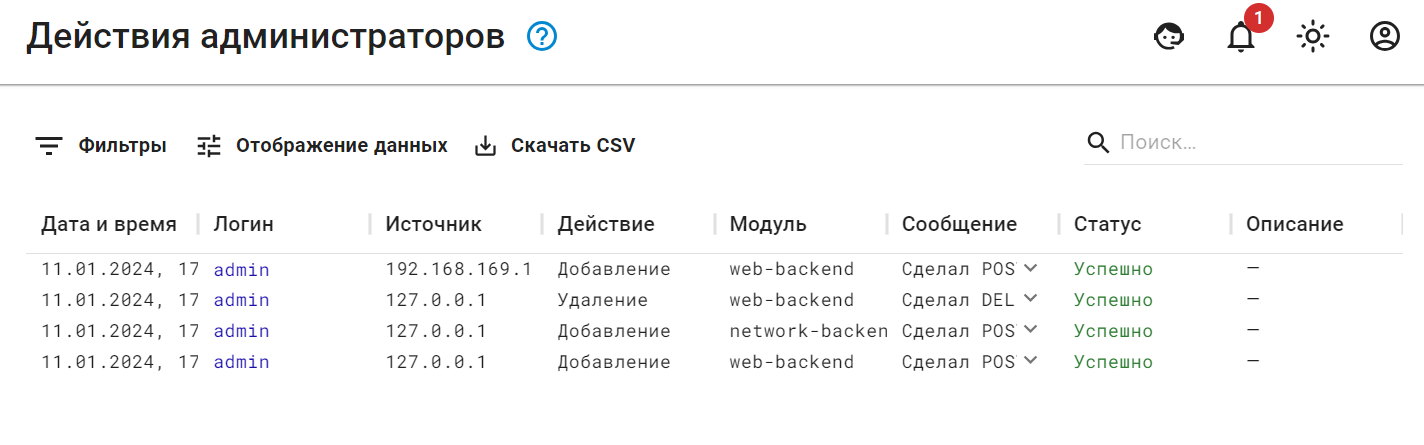 Действия администраторов ?
1
Фильтры Отображение данных Скачать CSV Поиск...
Дата и время Логин Источник Действие Модуль Сообщение Статус Описание
11.01.2024, 17 admin 192.168.169.1 Добавление web-backend Сделал POS Успешно —
11.01.2024, 17 admin 127.0.0.1 Удаление web-backend Сделал DEL Успешно —
11.01.2024, 17 admin 127.0.0.1 Добавление network-backen Сделал POS Успешно —
11.01.2024, 17 admin 127.0.0.1 Добавление web-backend Сделал POS Успешно —